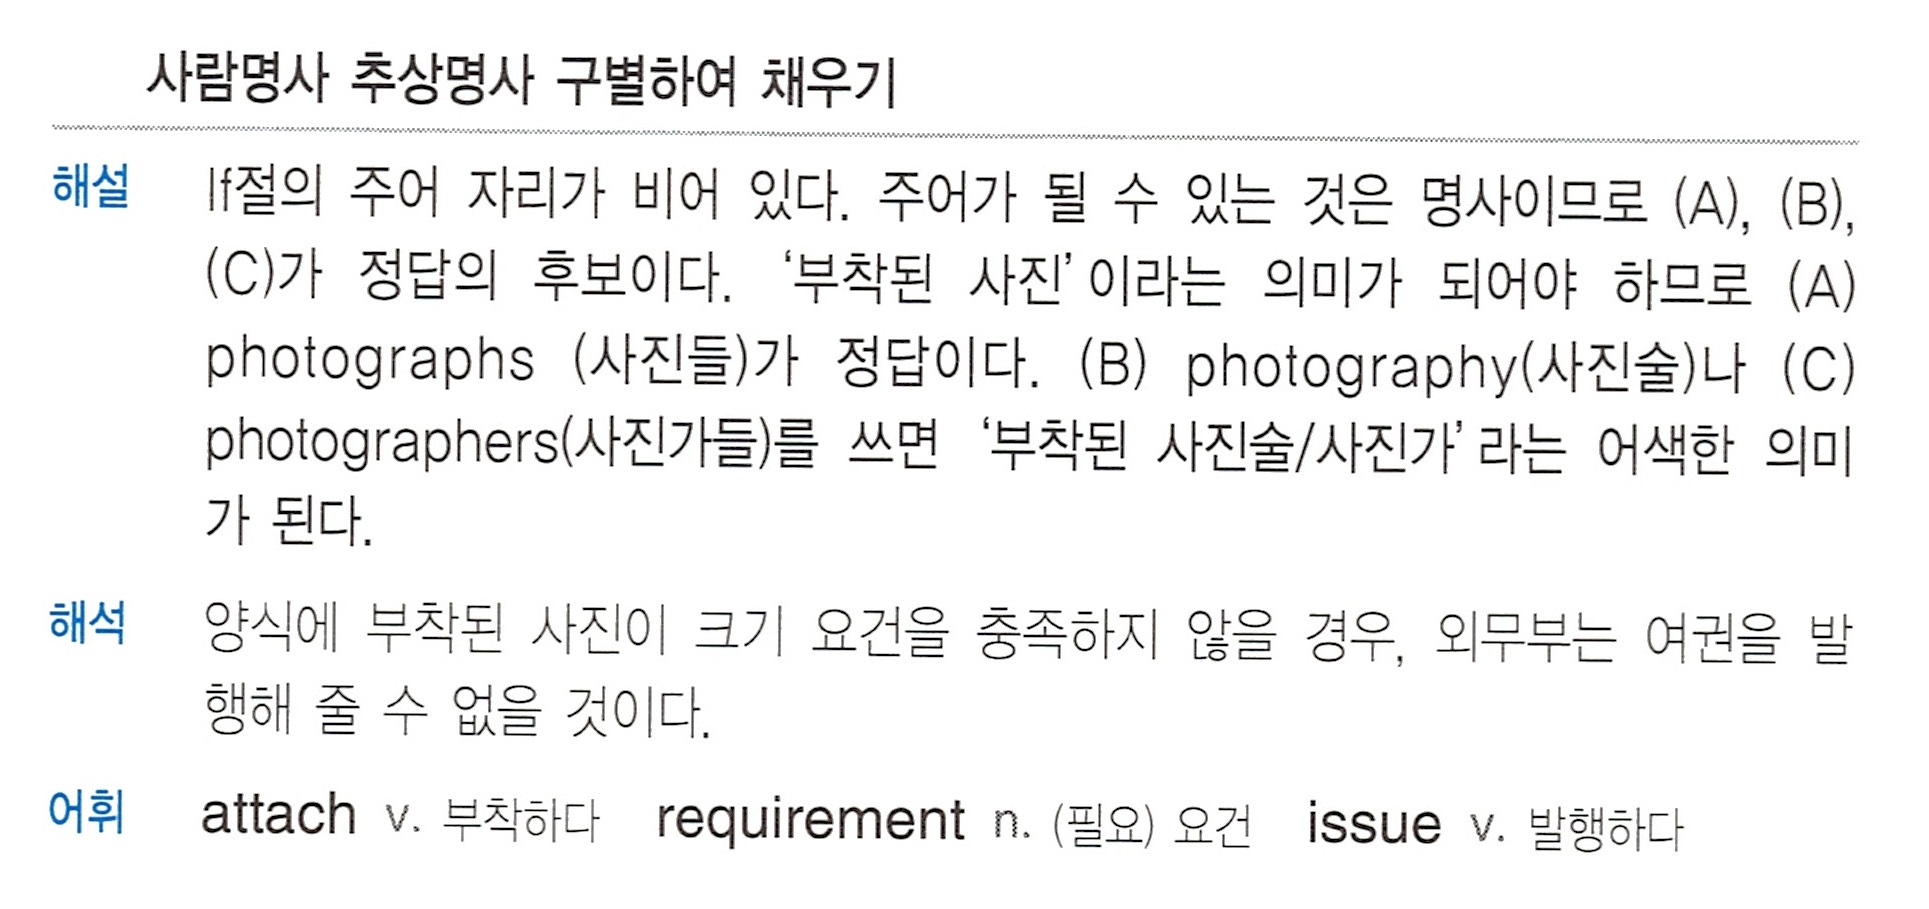 사람명사 추상명사 구별하여 채우기
해설 If절의 주어 자리가 비어 있다. 주어가 될 수 있는 것은 명사이므로 (A), (B),
(C)가 정답의 후보이다. ‘부착된 사진’이라는 의미가 되어야 하므로 (A)
photographs (사진들)가 정답이다. (B) photography(사진술)나 (C)
photographers(사진가들)를 쓰면 ‘부착된 사진술/사진가’라는 어색한 의미
가 된다.
해석 양식에 부착된 사진이 크기 요건을 충족하지 않을 경우, 외무부는 여권을 발
행해 줄 수 없을 것이다.
어휘 attach v. 부착하다 requirement n. (필요) 요건 issue v. 발행하다